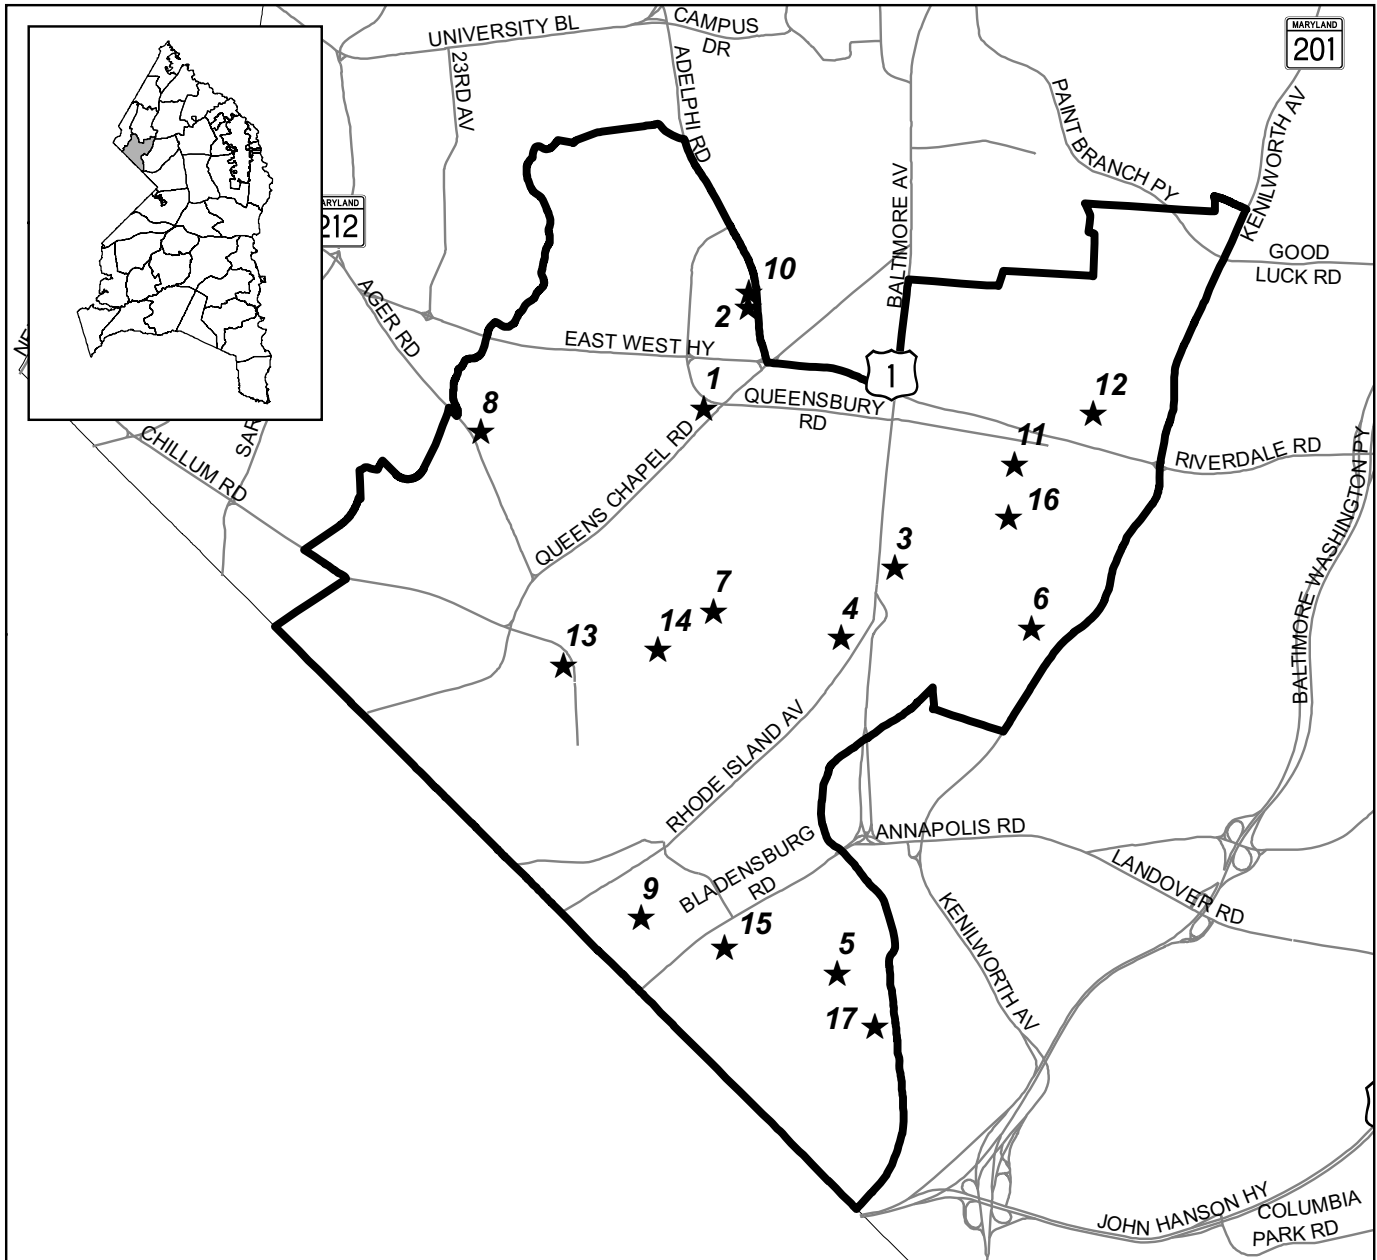 UNIVERSITY BL
CAMPUS
DR
MARYLAND
201
23RD AV
ADELPHI RD
PAINT BRANCH PY
KENILWORTH AV
BALTIMORE AV
212
GOOD
LUCK RD
10
2
AGER RD
EAST WEST HY
1
1
QUEENSBURY
RD
12
8
11
RIVERDALE RD
CHILLUM RD
SAR
QUEENS CHAPEL RD
16
3
BALTIMORE WASHINGTON PY
7
4
6
14
13
RHODE ISLAND AV
ANNAPOLIS RD
BLADENSBURG
RD
LANDOVER RD
9
15
KENILWORTH AV
5
17
JOHN HANSON HY
COLUMBIA
PARK RD